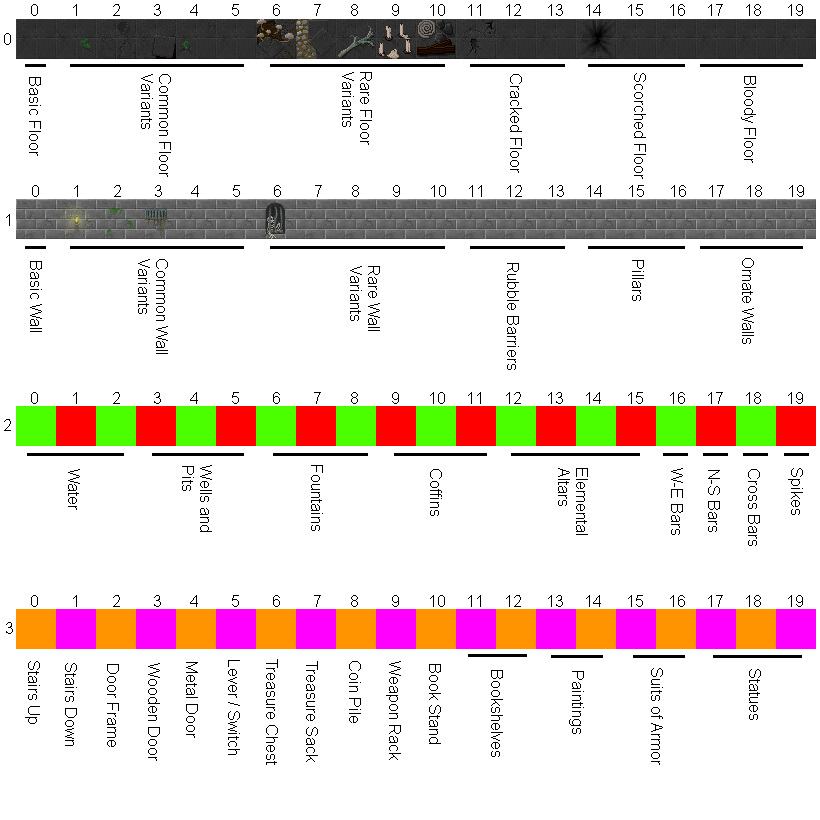 0 1 2 3 4 5 6 7 8 9 10 11 12 13 14 15 16 17 18 19
0
Basic Floor
Common Floor
Variants
Rare Floor
Variants
Cracked Floor
Scorched Floor
Bloody Floor
0 1 2 3 4 5 6 7 8 9 10 11 12 13 14 15 16 17 18 19
1
Basic Wall
Common Wall
Variants
Rare Wall
Variants
Rubble Barriers
Pillars
Ornate Walls
0 1 2 3 4 5 6 7 8 9 10 11 12 13 14 15 16 17 18 19
2
Water
Wells and
Pits
Fountains
Coffins
Elemental
Altars
W-E Bars
N-S Bars
Cross Bars
Spikes
0 1 2 3 4 5 6 7 8 9 10 11 12 13 14 15 16 17 18 19
3
Stairs Up
Stairs Down
Door Frame
Wooden Door
Metal Door
Lever / Switch
Treasure Chest
Treasure Sack
Coin Pile
Weapon Rack
Book Stand
Bookshelves
Paintings
Suits of Armor
Statues